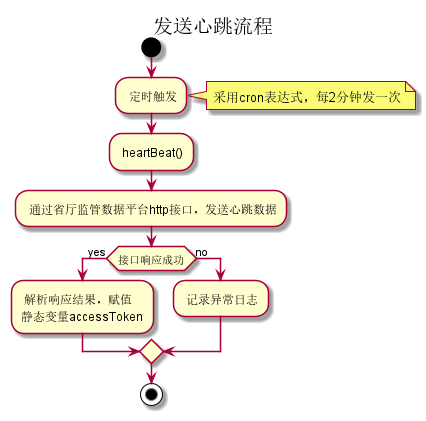 发送心跳流程
定时触发
采用cron表达式，每2分钟发一次
heartBeat()
通过省厅监管数据平台http接口，发送心跳数据
yes
接口响应成功
no
解析响应结果，赋值
静态变量accessToken
记录异常日志